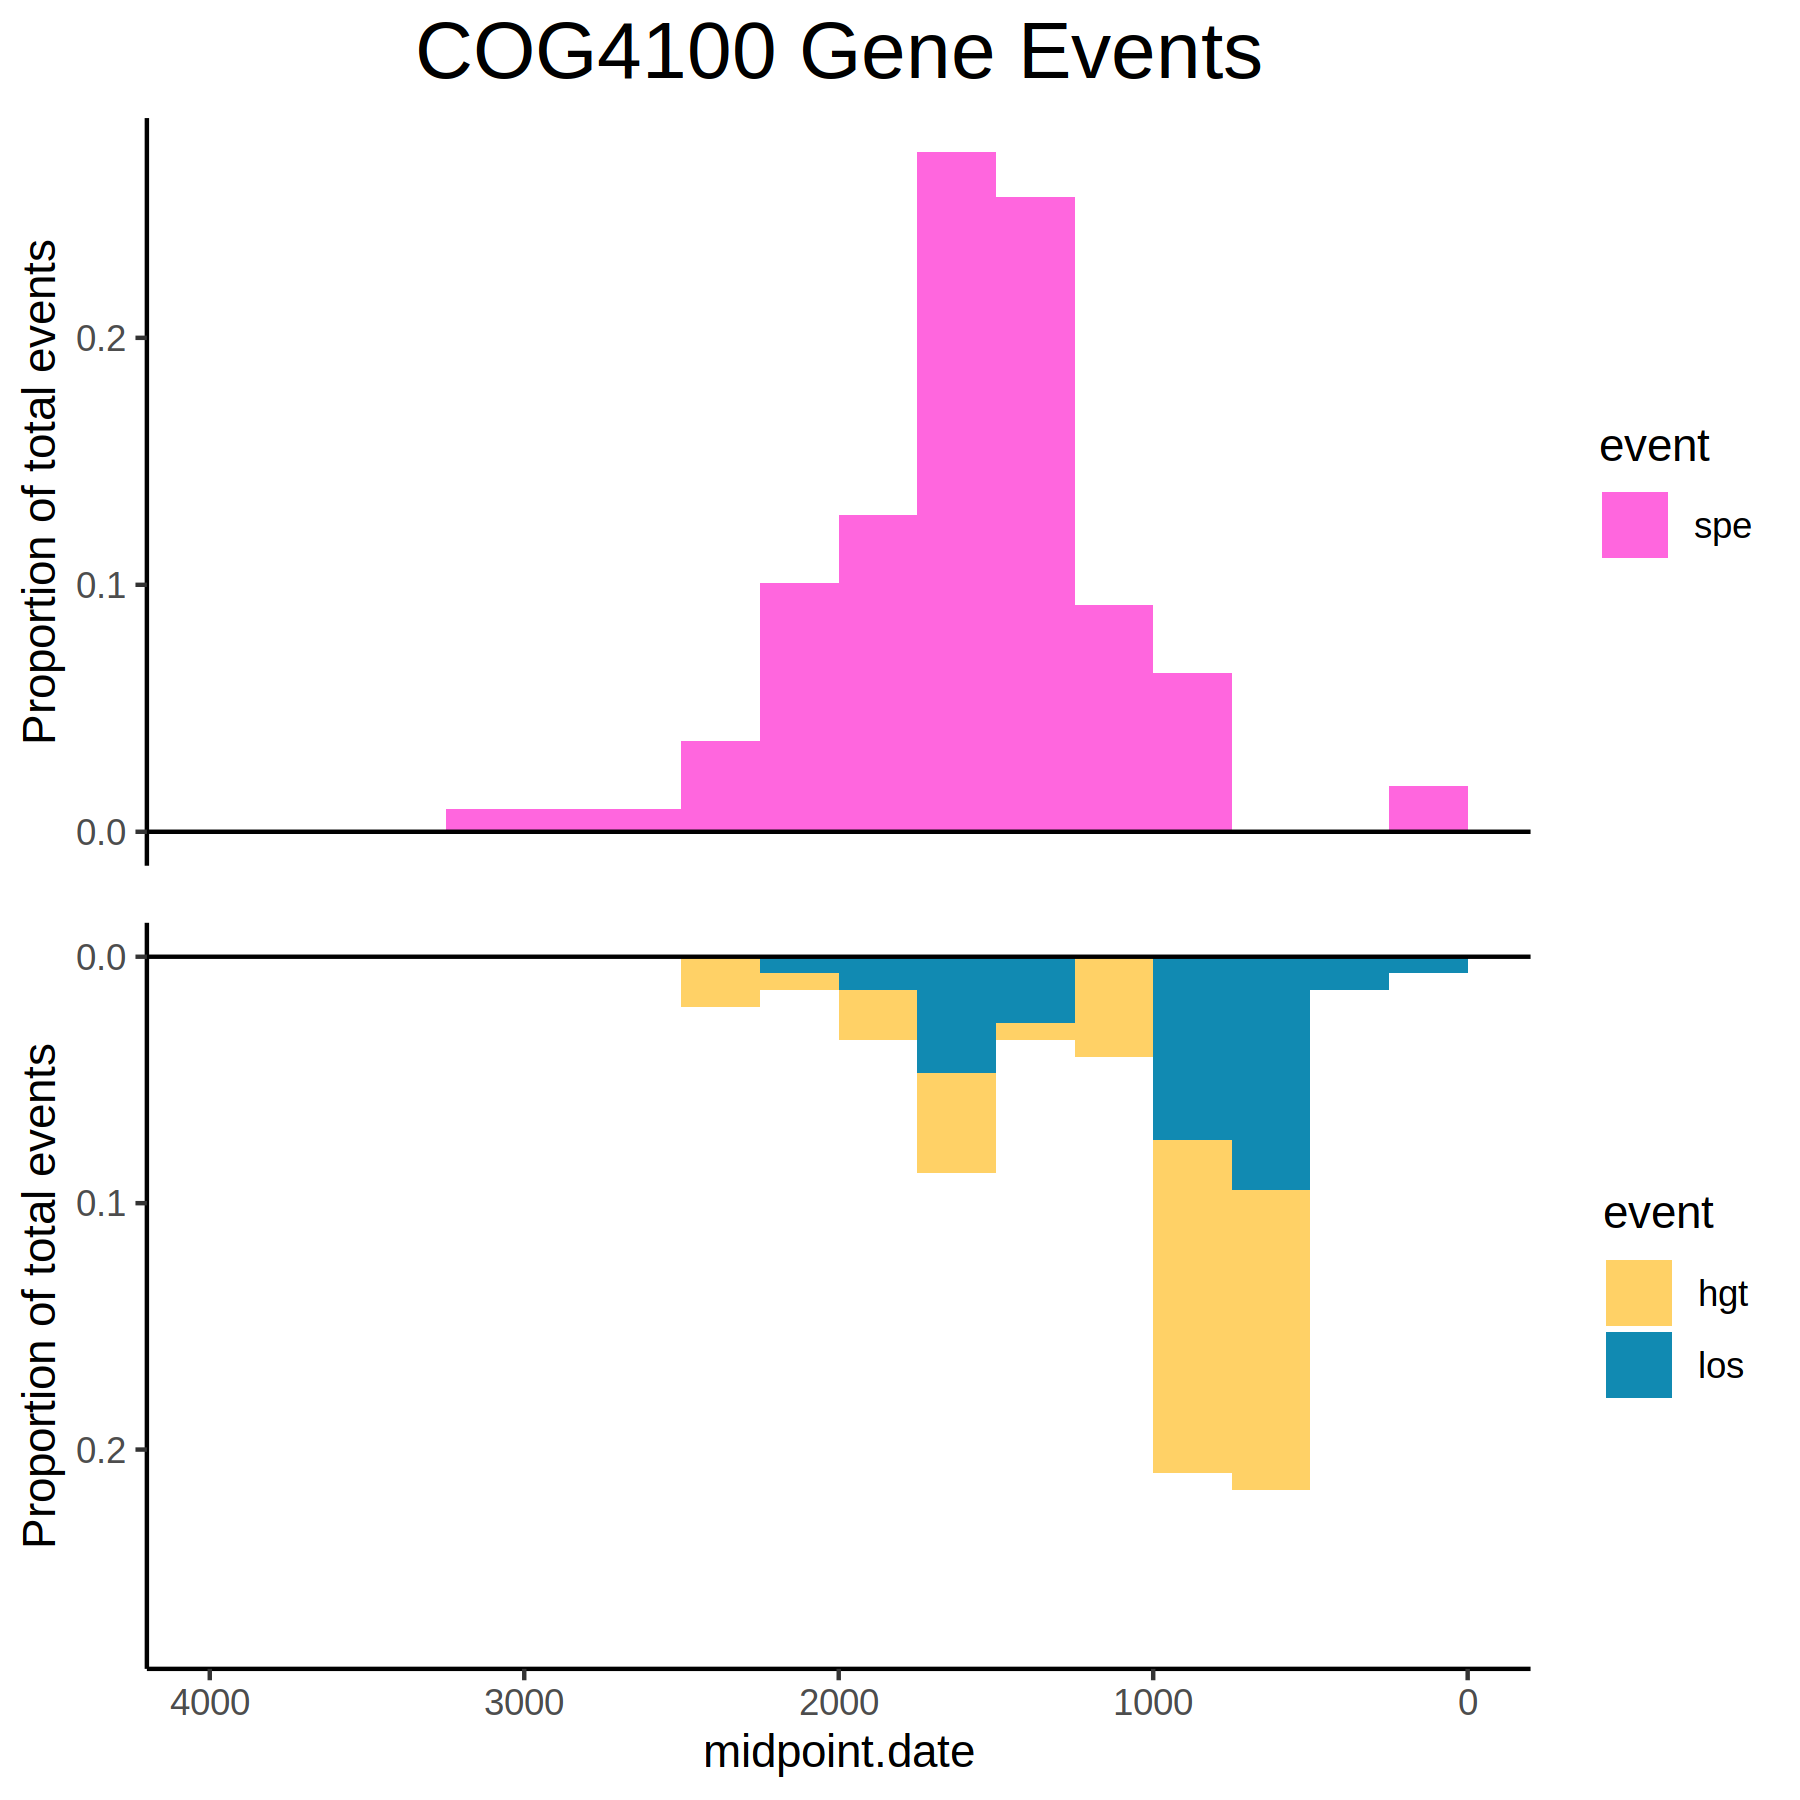 COG4100 Gene Events
Proportion of total events
0.2
0.1
0.0
event
spe
Proportion of total events
0.0
0.1
0.2
event
hgt
los
4000 3000 2000 1000 0
midpoint.date